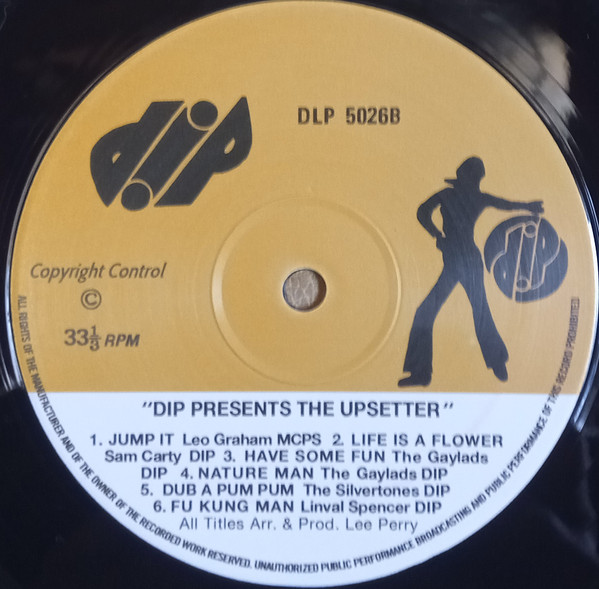 dip
DLP 5026B
dip
Copyright Control
©
33⅓ RPM
"DIP PRESENTS THE UPSETTER"
1. JUMP IT Leo Graham MCPS 2. LIFE IS A FLOWER
Sam Carty DIP 3. HAVE SOME FUN The Gaylads
DIP 4. NATURE MAN The Gaylads DIP
5. DUB A PUM PUM The Silvertones DIP
6. FU KUNG MAN Linval Spencer DIP
All Titles Arr. & Prod. Lee Perry
ALL RIGHTS OF THE MANUFACTURER AND OF THE OWNER OF THE RECORDED WORK RESERVED. UNAUTHORIZED PUBLIC PERFORMANCE BROADCASTING AND PUBLIC PERFORMANCE OF THIS RECORD PROHIBITED